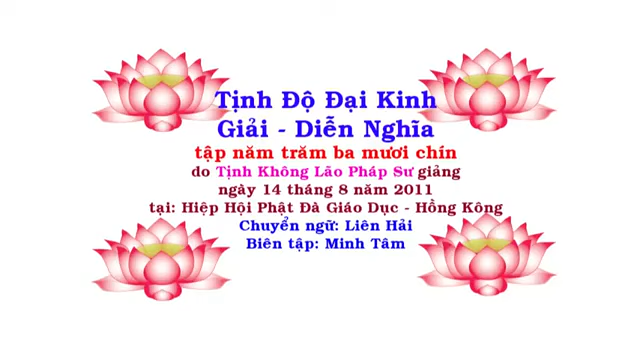 Tịnh Độ Đại Kinh
Giải - Diễn Nghĩa
tập năm trăm ba mươi chín
do Tịnh Không Lão Pháp Sư giảng
ngày 14 tháng 8 năm 2011
tại: Hiệp Hội Phật Đà Giáo Dục - Hồng Kông
Chuyển ngữ: Liên Hải
Biên tập: Minh Tâm